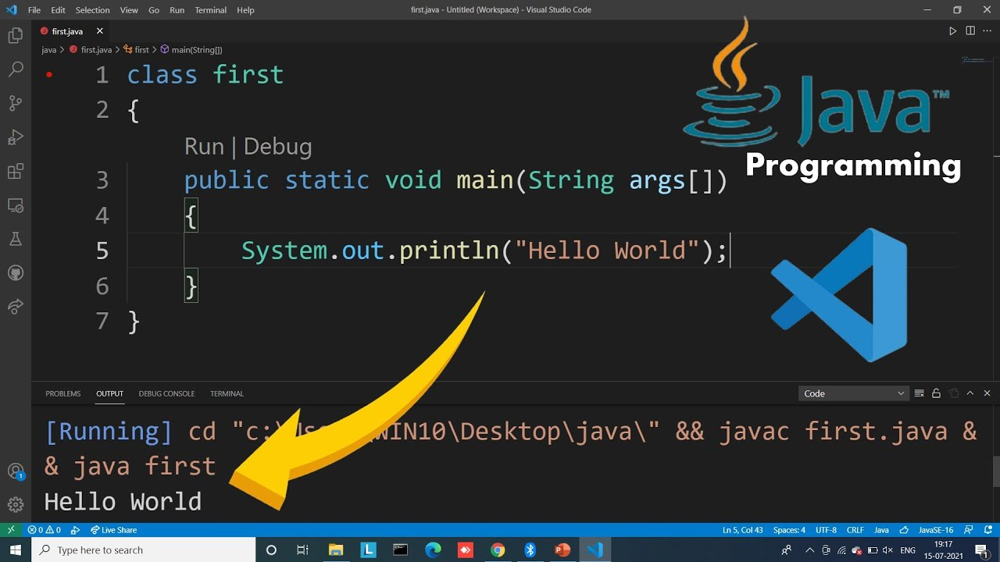 File Edit Selection View Go Run Terminal Help
first.java - Untitled (Workspace) - Visual Studio Code
first.java
java > first.java > first > main(String[])
Java™
Programming
1 class first
2 {
Run | Debug
3 public static void main(String args[])
4 {
5 System.out.println("Hello World");
6 }
7 }
PROBLEMS OUTPUT DEBUG CONSOLE TERMINAL
Code
[Running] cd "c:\ \WIN10\Desktop\java\" && javac first.java &
& java first
Hello World
1
0 0 Live Share
Ln 5, Col 43 Spaces: 4 UTF-8 CRLF Java JavaSE-16
Type here to search
L
ENG
19:17
15-07-2021
1